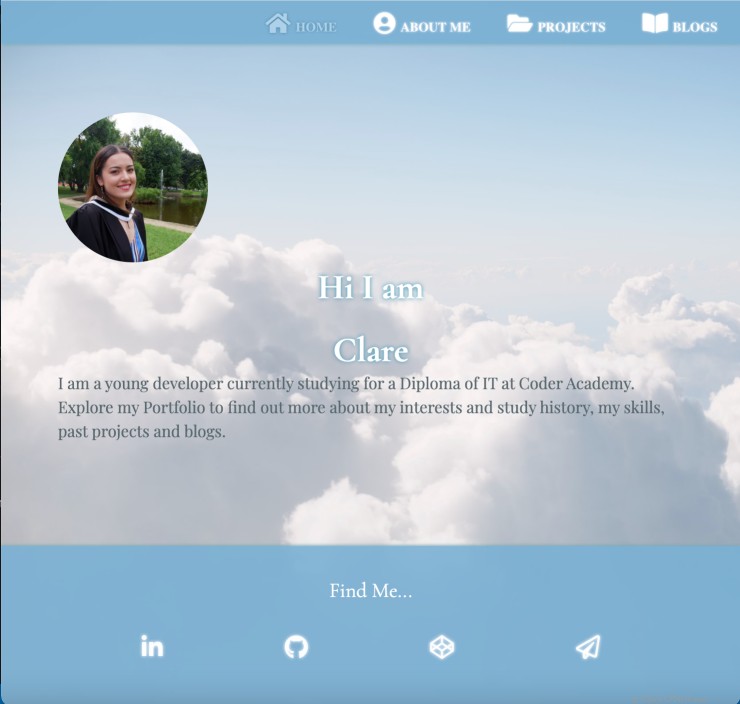 HOME ABOUT ME PROJECTS BLOGS
Hi I am
Clare
I am a young developer currently studying for a Diploma of IT at Coder Academy.
Explore my Portfolio to find out more about my interests and study history, my skills,
past projects and blogs.
Find Me...
in